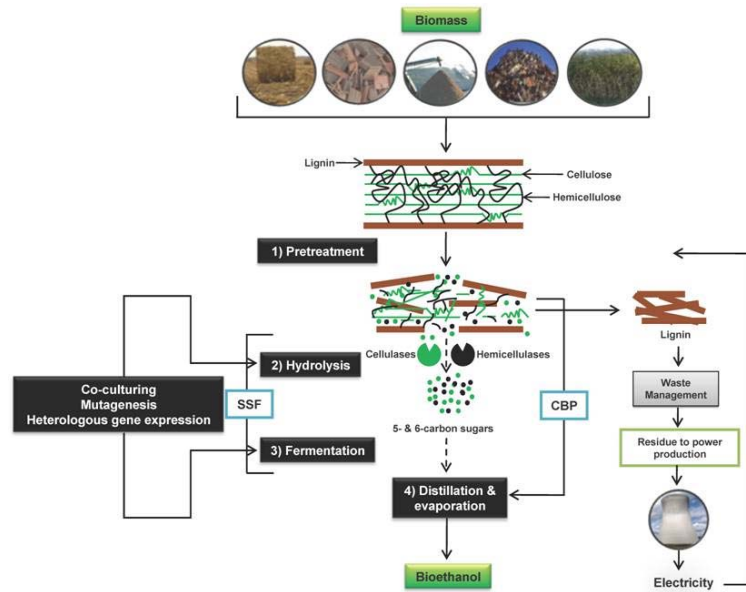 Biomass
Lignin
Cellulose
Hemicellulose
1) Pretreatment
Cellulases
Hemicellulases
Lignin
2) Hydrolysis
Co-culturing
Mutagenesis
Heterologous gene expression
SSF
CBP
Waste
Management
5- & 6-carbon sugars
3) Fermentation
Residue to power
production
4) Distillation &
evaporation
Bioethanol
Electricity